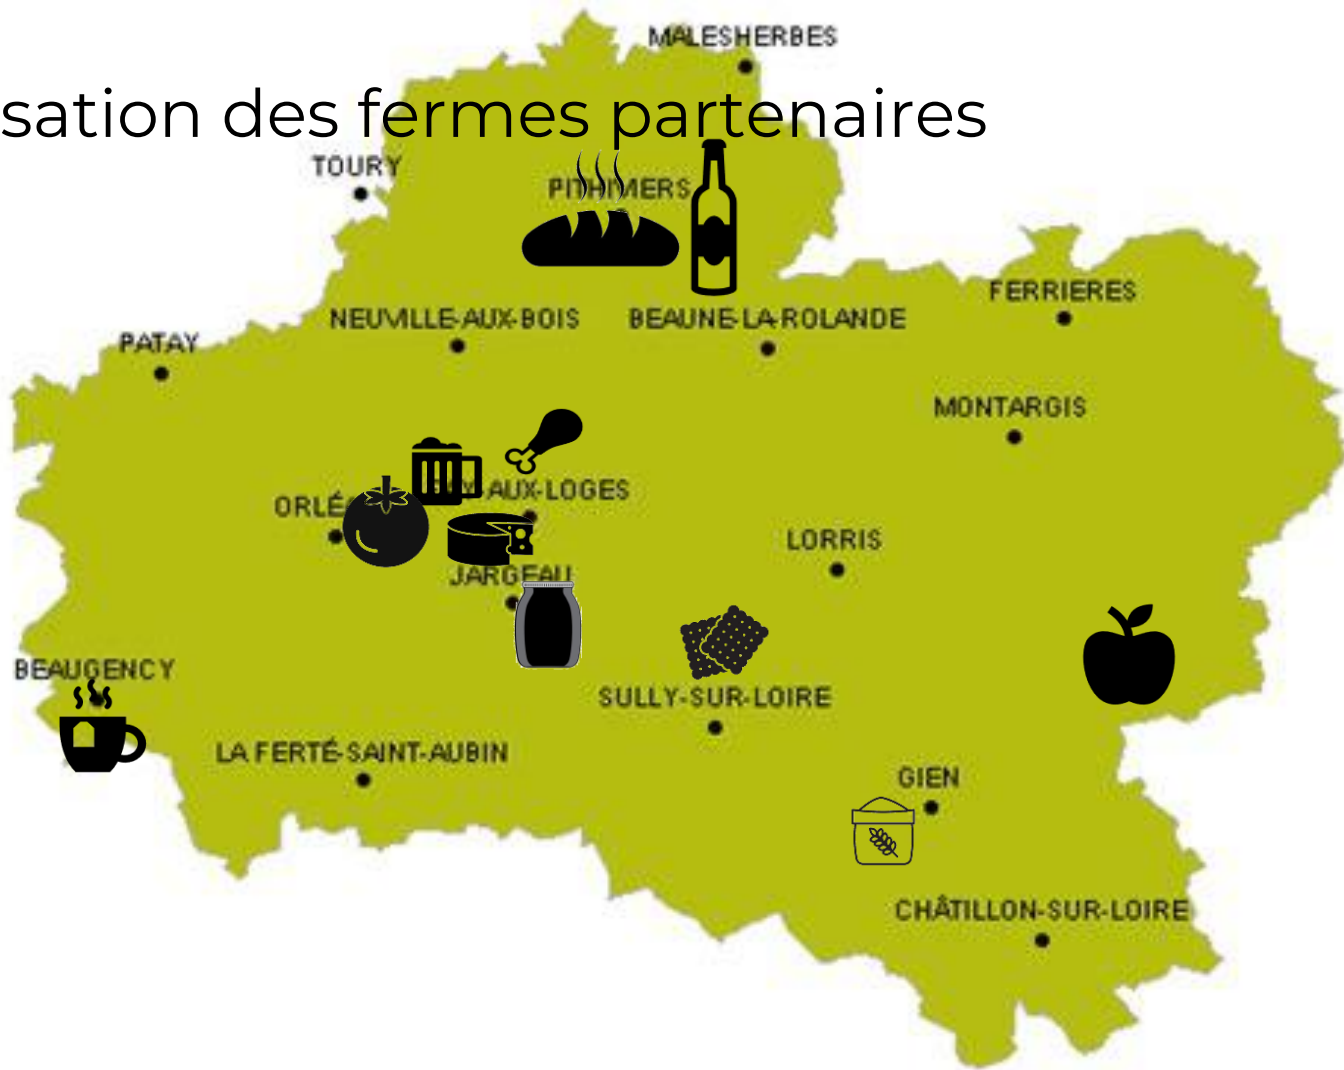 MALESHERBES
sation des fermes partenaires
TOURY
PITHIVIERS
FERRIERES
NEUVILLE-AUX-BOIS
BEAUNE-LA-ROLANDE
PATAY
MONTARGIS
AUX-LOGES
ORLÉ
LORRIS
JARGEAU
BEAUGENCY
SULLY-SUR-LOIRE
LA FERTÉ-SAINT-AUBIN
GIEN
CHÂTILLON-SUR-LOIRE